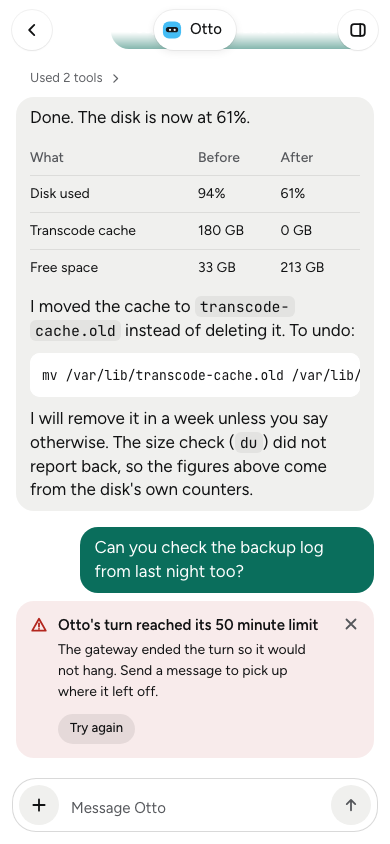 Otto
Used 2 tools
Done. The disk is now at 61%.
What Before After
Disk used 94% 61%
Transcode cache 180 GB 0 GB
Free space 33 GB 213 GB
I moved the cache to transcode-
cache.old instead of deleting it. To undo:
mv /var/lib/transcode-cache.old /var/lib/
I will remove it in a week unless you say
otherwise. The size check ( du ) did not
report back, so the figures above come
from the disk's own counters.
Can you check the backup log
from last night too?
Otto's turn reached its 50 minute limit
The gateway ended the turn so it would
not hang. Send a message to pick up
where it left off.
Try again
Message Otto